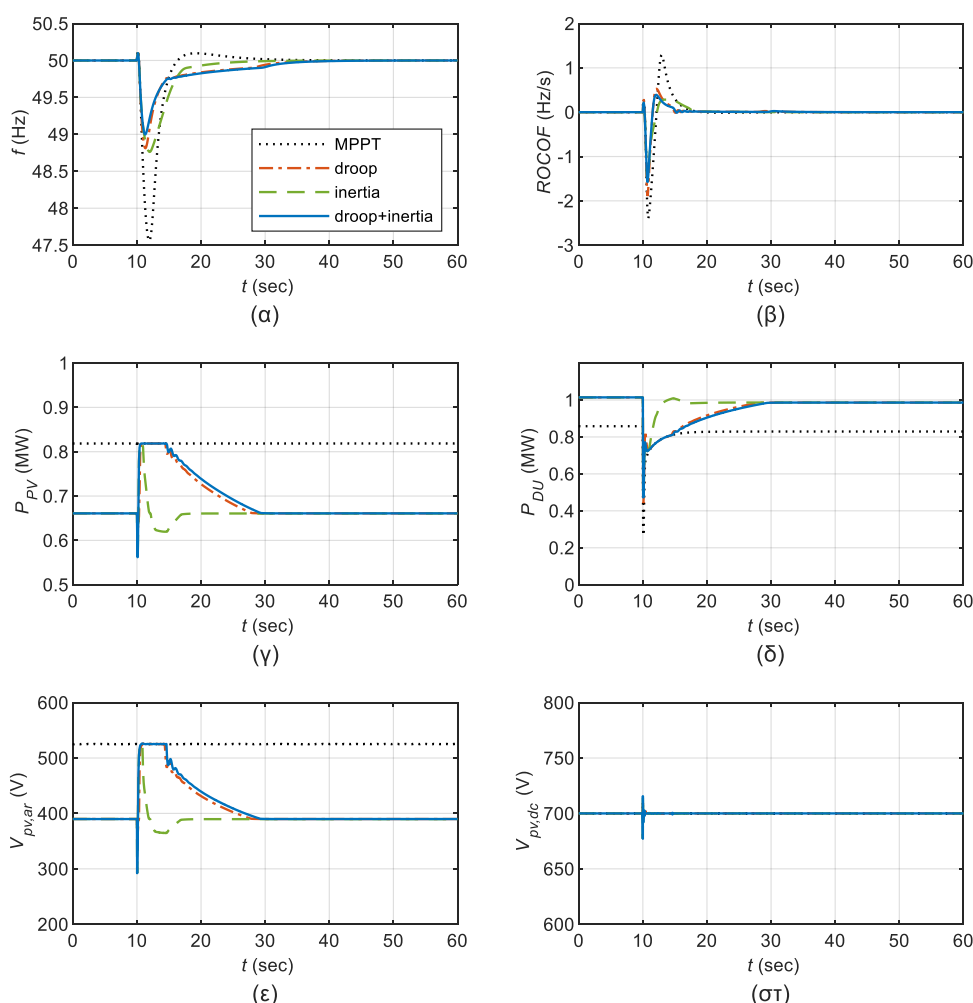 50.5
50
49.5
49
48.5
48
47.5
f (Hz)
0 10 20 30 40 50 60
t (sec)
(α)
MPPT
droop
inertia
droop+inertia
2
1
0
-1
-2
-3
ROCOF (Hz/s)
0 10 20 30 40 50 60
t (sec)
(β)
1
0.9
0.8
0.7
0.6
0.5
P_PV (MW)
0 10 20 30 40 50 60
t (sec)
(γ)
1
0.8
0.6
0.4
0.2
0
P_DU (MW)
0 10 20 30 40 50 60
t (sec)
(δ)
600
500
400
300
200
V_pv,ar (V)
0 10 20 30 40 50 60
t (sec)
(ε)
800
750
700
650
600
V_pv,dc (V)
0 10 20 30 40 50 60
t (sec)
(στ)